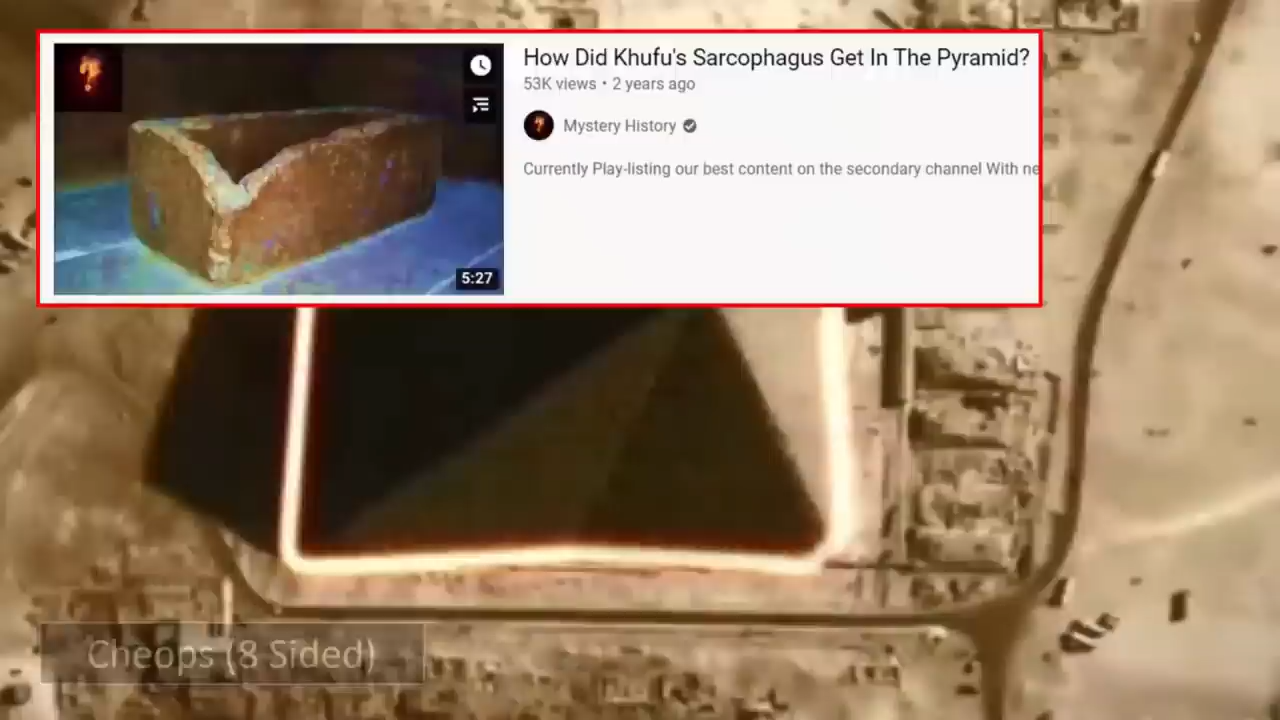 How Did Khufu's Sarcophagus Get In The Pyramid?
53K views • 2 years ago
Mystery History
Currently Play-listing our best content on the secondary channel With ne
5:27
Cheops (8 Sided)